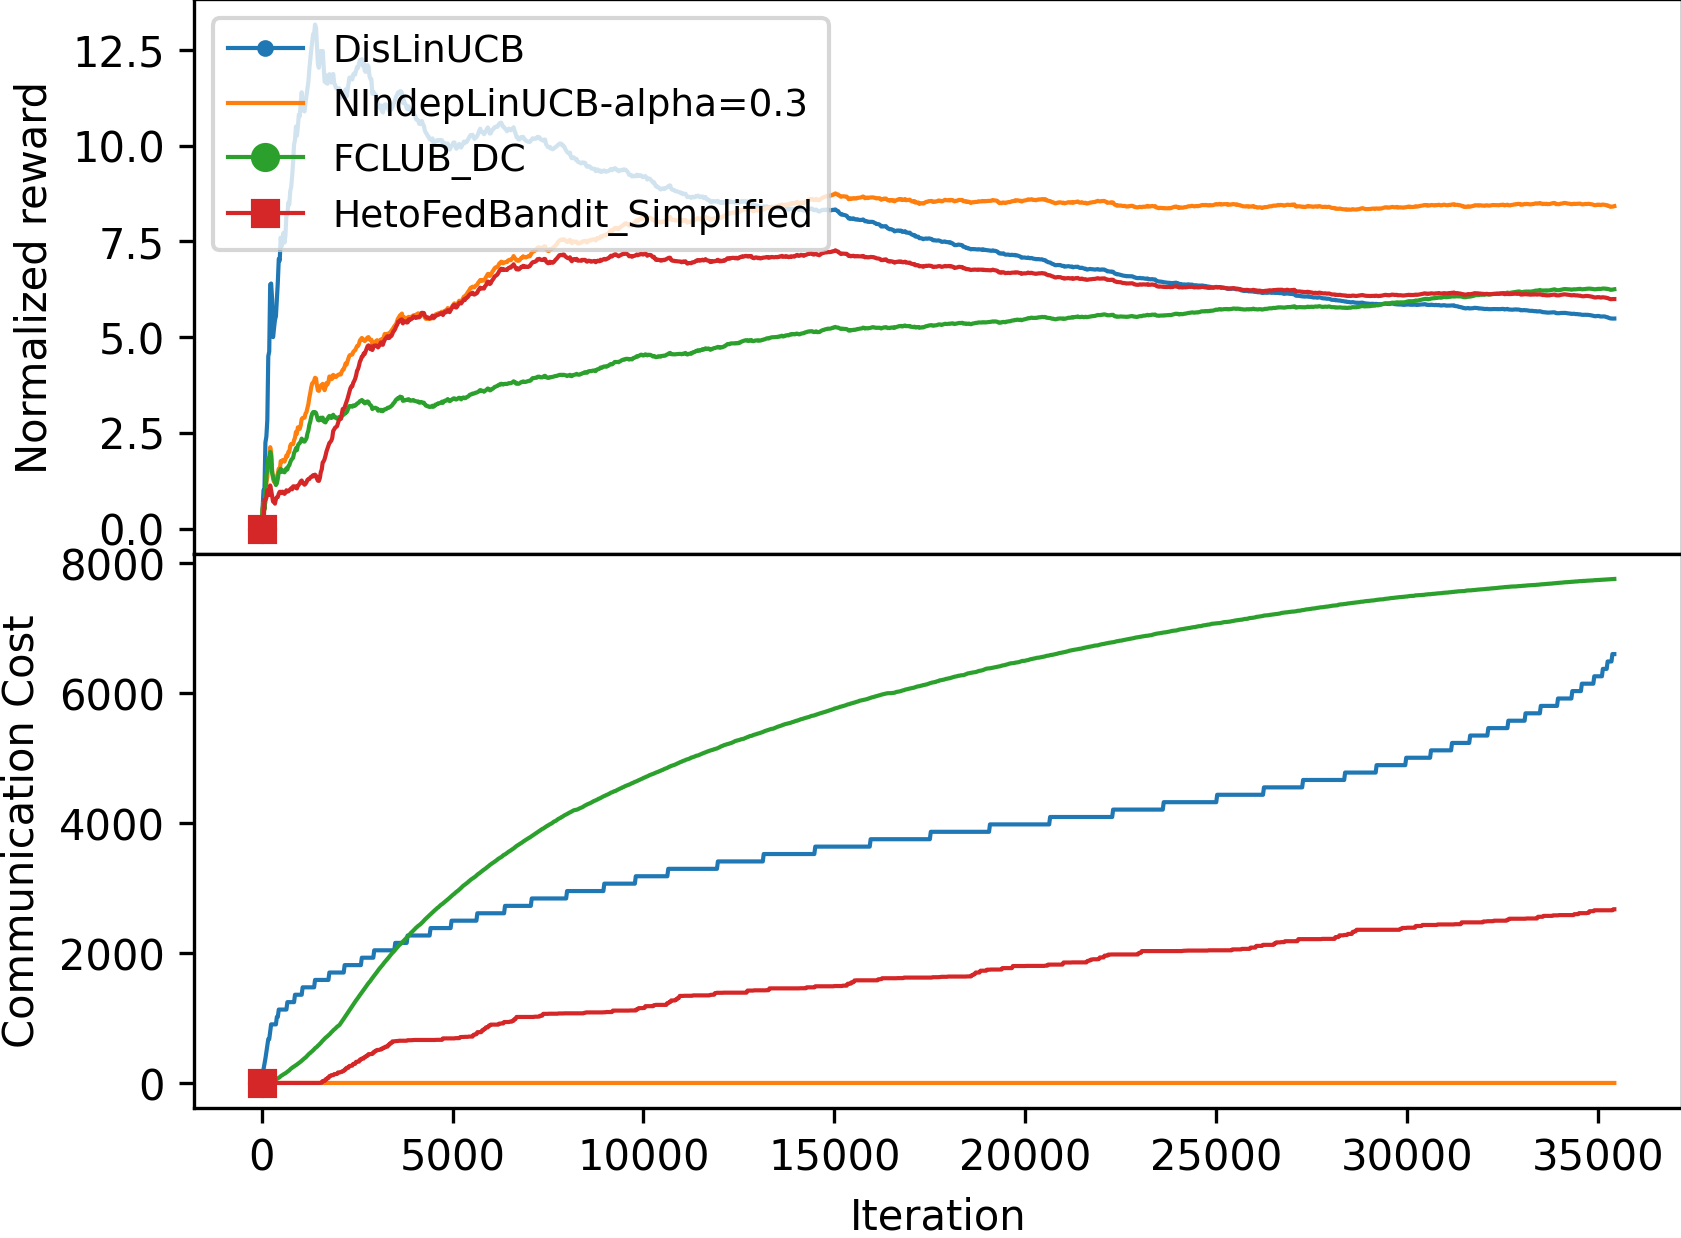 12.5
10.0
7.5
5.0
2.5
0.0
Normalized reward
DisLinUCB
NIndepLinUCB-alpha=0.3
FCLUB_DC
HetoFedBandit_Simplified
8000
6000
4000
2000
0
Communication Cost
0 5000 10000 15000 20000 25000 30000 35000
Iteration